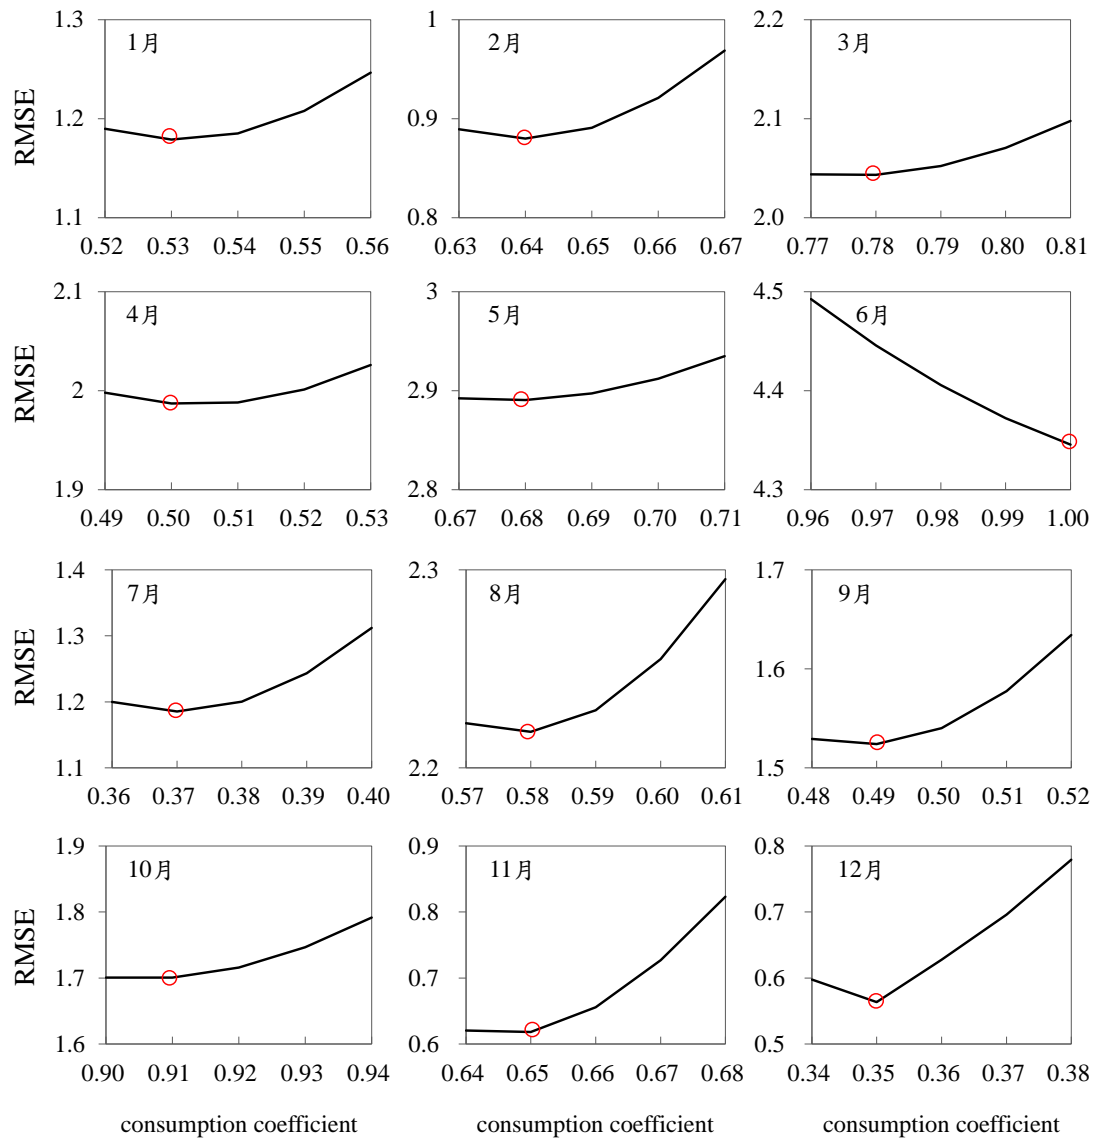 1.3
1月
1.2
1.1
RMSE
0.52 0.53 0.54 0.55 0.56
1
2月
0.9
0.8
0.63 0.64 0.65 0.66 0.67
2.2
3月
2.1
2.0
0.77 0.78 0.79 0.80 0.81
2.1
4月
2
1.9
RMSE
0.49 0.50 0.51 0.52 0.53
3
5月
2.9
2.8
0.67 0.68 0.69 0.70 0.71
4.5
6月
4.4
4.3
0.96 0.97 0.98 0.99 1.00
1.4
7月
1.3
1.2
1.1
RMSE
0.36 0.37 0.38 0.39 0.40
2.3
8月
2.2
0.57 0.58 0.59 0.60 0.61
1.7
9月
1.6
1.5
0.48 0.49 0.50 0.51 0.52
1.9
10月
1.8
1.7
1.6
RMSE
0.90 0.91 0.92 0.93 0.94
consumption coefficient
0.9
11月
0.8
0.7
0.6
0.64 0.65 0.66 0.67 0.68
consumption coefficient
0.8
12月
0.7
0.6
0.5
0.34 0.35 0.36 0.37 0.38
consumption coefficient